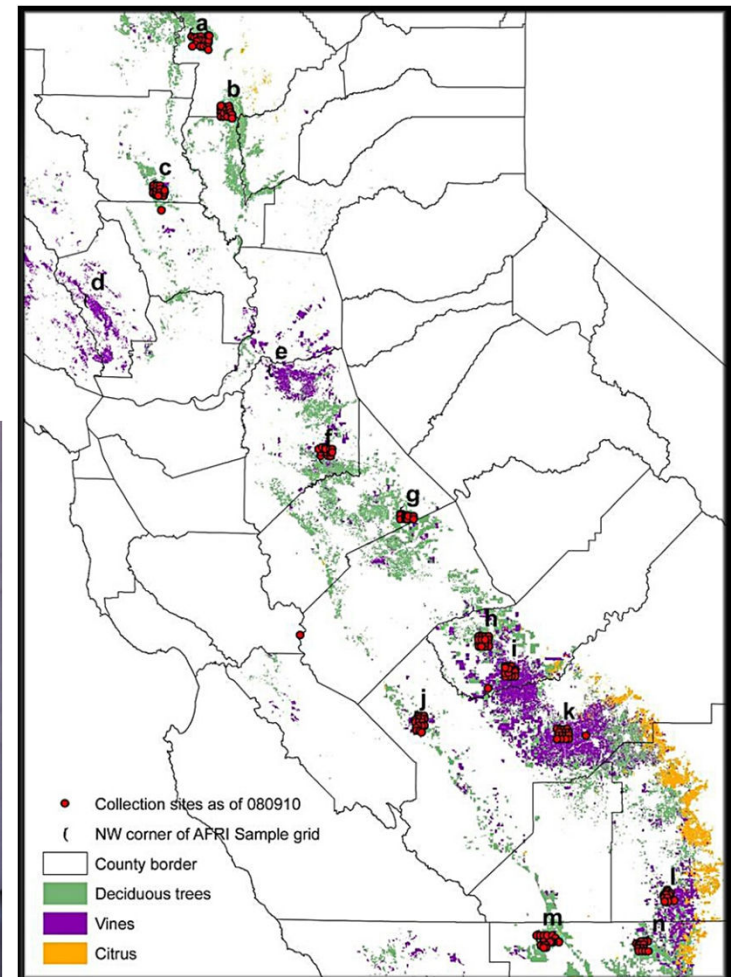 a
b
c
d
e
f
g
h
i
j
k
l
m
n
Collection sites as of 080910
NW corner of AFRI Sample grid
County border
Deciduous trees
Vines
Citrus